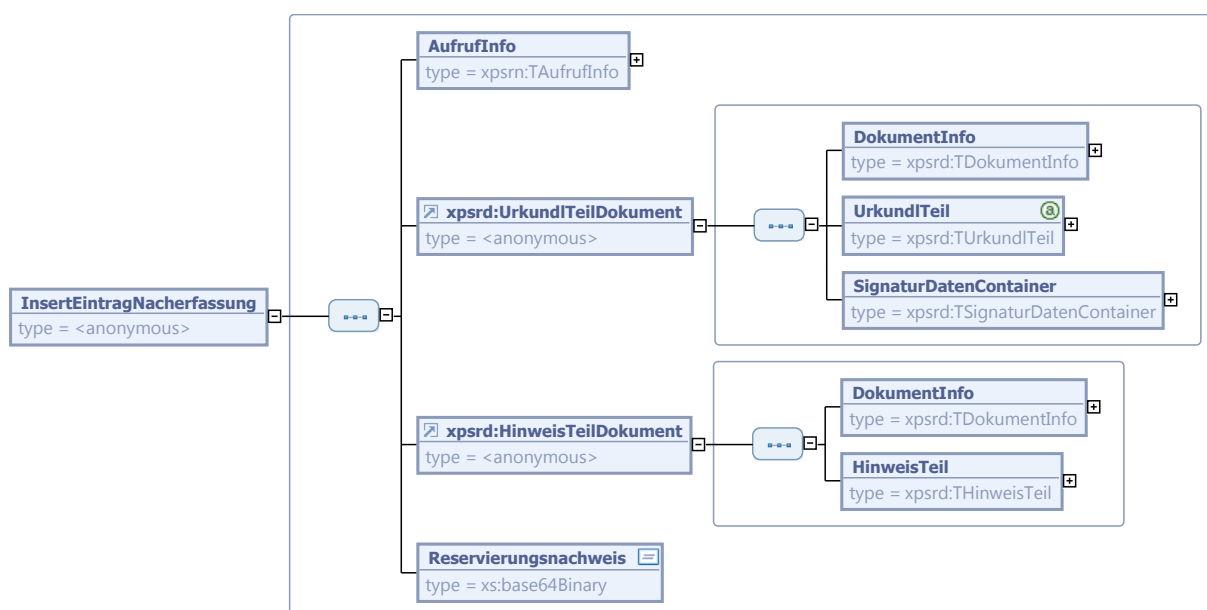 AufrufInfo
type = xpsrn:TAufrufInfo
DokumentInfo
type = xpsrd:TDokumentInfo
xpsrd:UrkundlTeilDokument
type = <anonymous>
UrkundlTeil
type = xpsrd:TUrkundlTeil
SignaturDatenContainer
type = xpsrd:TSignaturDatenContainer
InsertEintragNacherfassung
type = <anonymous>
DokumentInfo
type = xpsrd:TDokumentInfo
xpsrd:HinweisTeilDokument
type = <anonymous>
HinweisTeil
type = xpsrd:THinweisTeil
Reservierungsnachweis
type = xs:base64Binary